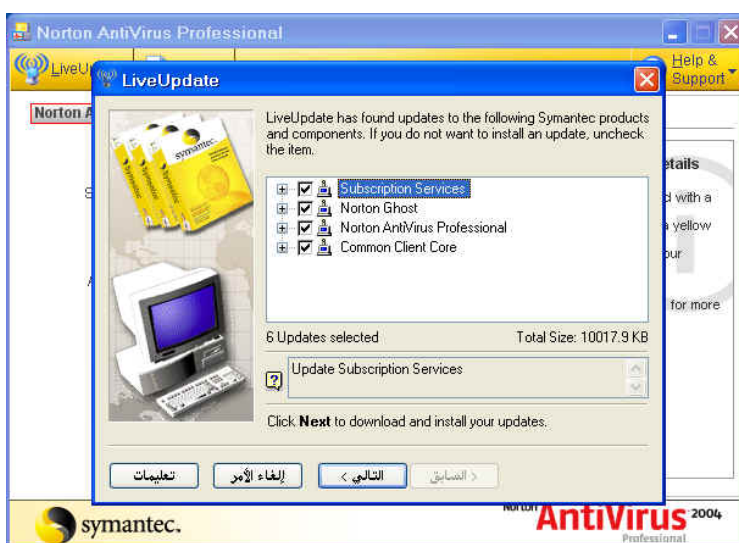 Norton AntiVirus Professional
LiveU
Help &
Support
LiveUpdate
Norton A
LiveUpdate has found updates to the following Symantec products
and components. If you do not want to install an update, uncheck
the item.
symantec
etails
Subscription Services
d with a
Norton Ghost
a yellow
Norton AntiVirus Professional
our
Common Client Core
for more
6 Updates selected
Total Size: 10017.9 KB
Update Subscription Services
Click Next to download and install your updates.
< السابق
التالي >
إلغاء الأمر
تعليمات
symantec.
Norton
AntiVirus 2004
Professional